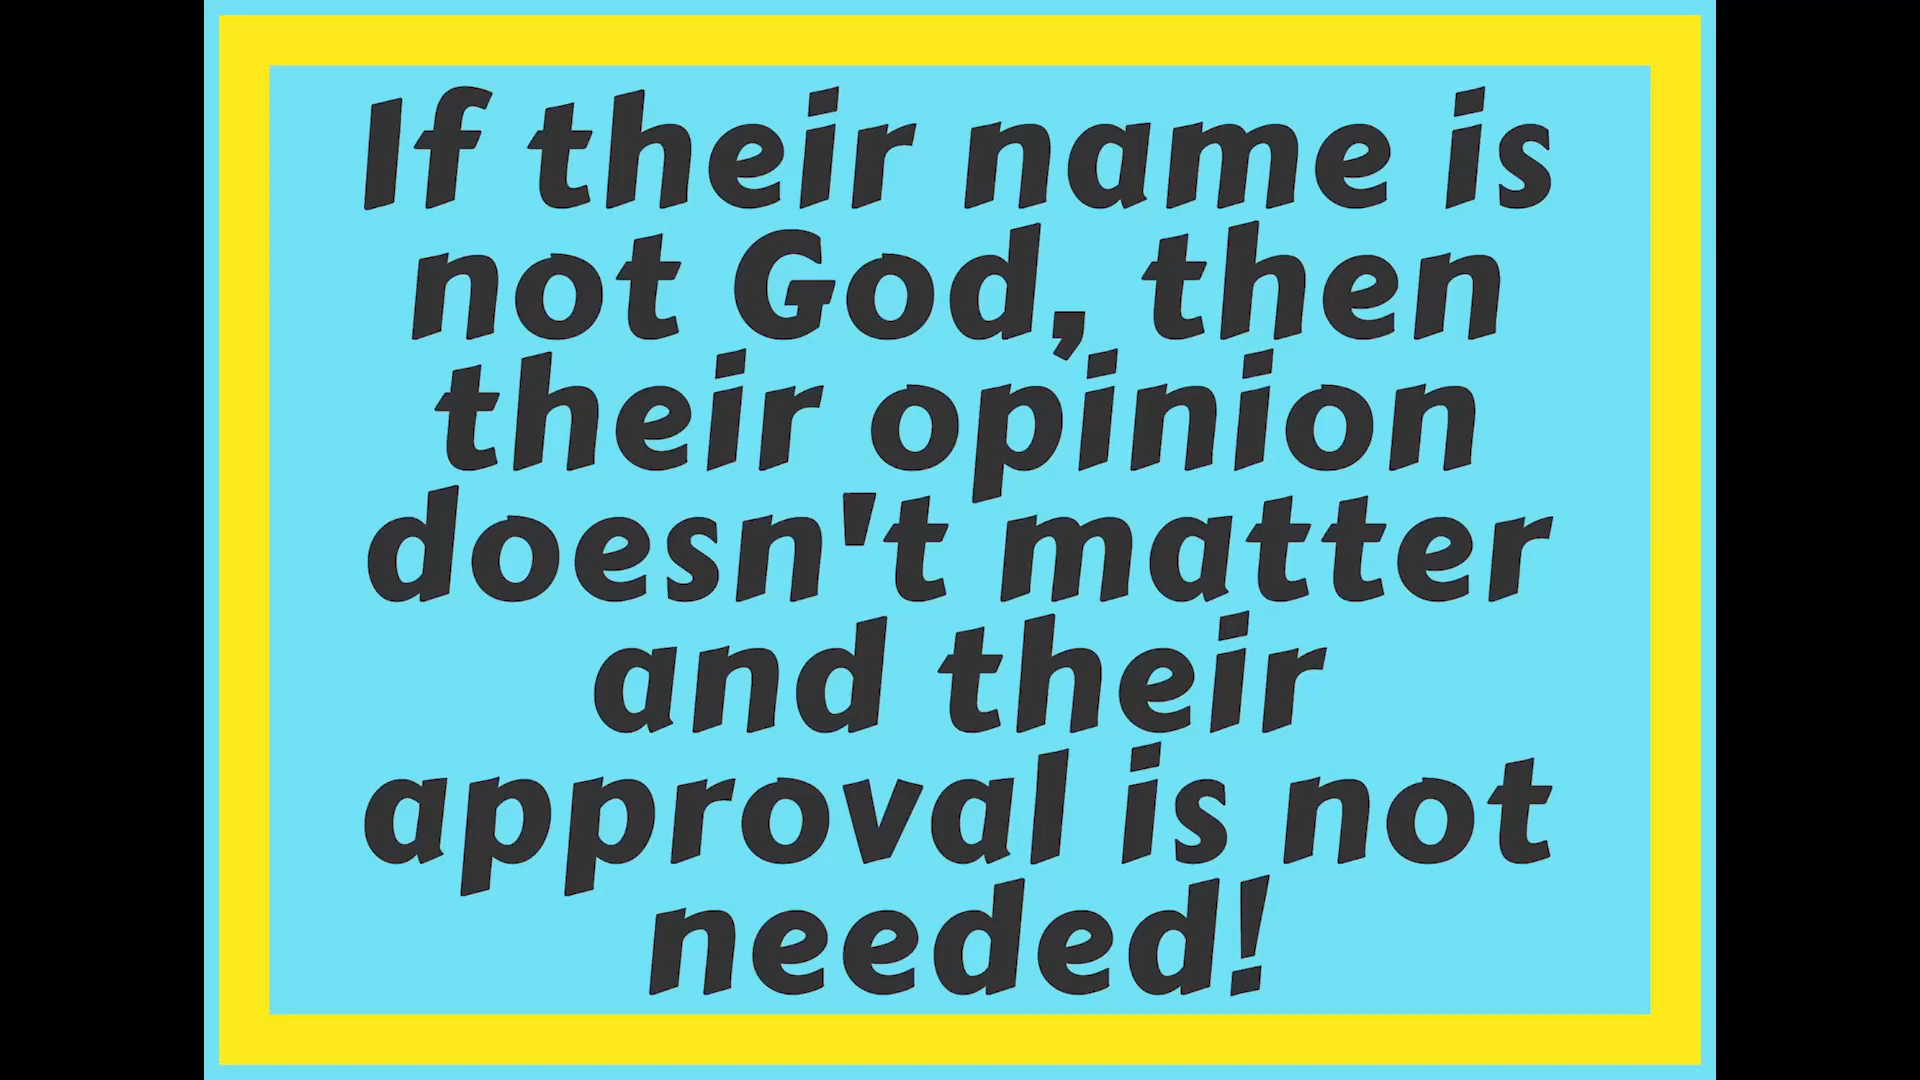 If their name is
not God, then
their opinion
doesn't matter
and their
approval is not
needed!